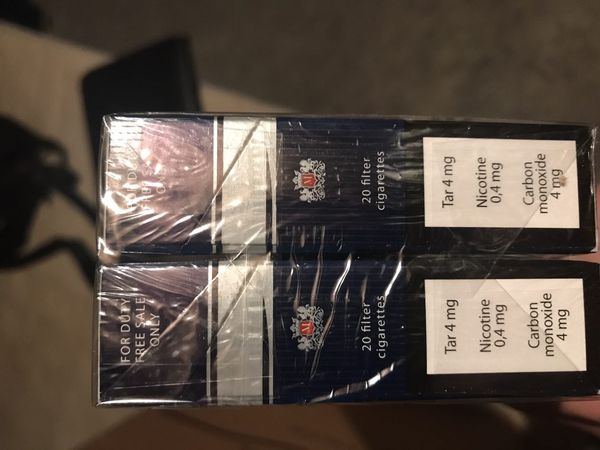 FOR DUTY
FREE SALE
ONLY
20 filter
cigarettes
Tar 4 mg
Nicotine
0,4 mg
Carbon
monoxide
4 mg
20 filter
cigarettes
Tar 4 mg
Nicotine
0,4 mg
Carbon
monoxide
4 mg